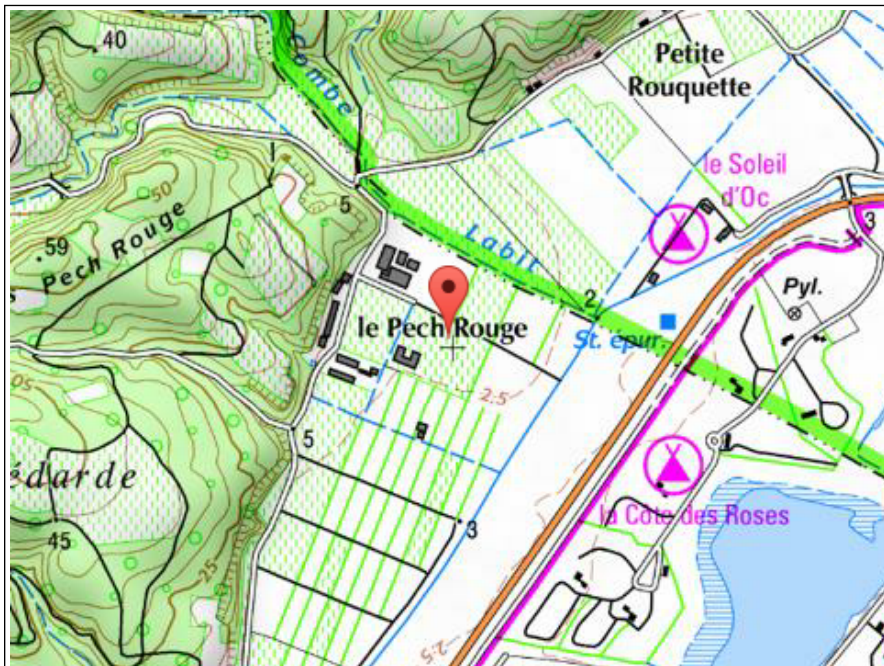 40
Combe
Petite
Rouquette
le Soleil
d'Oc
50
5
3
59
Pech Rouge
Labit
2
Pyl.
le Pech Rouge
St. épur.
2.5
50
5
édarde
la Côte des Roses
3
45
25
2.5